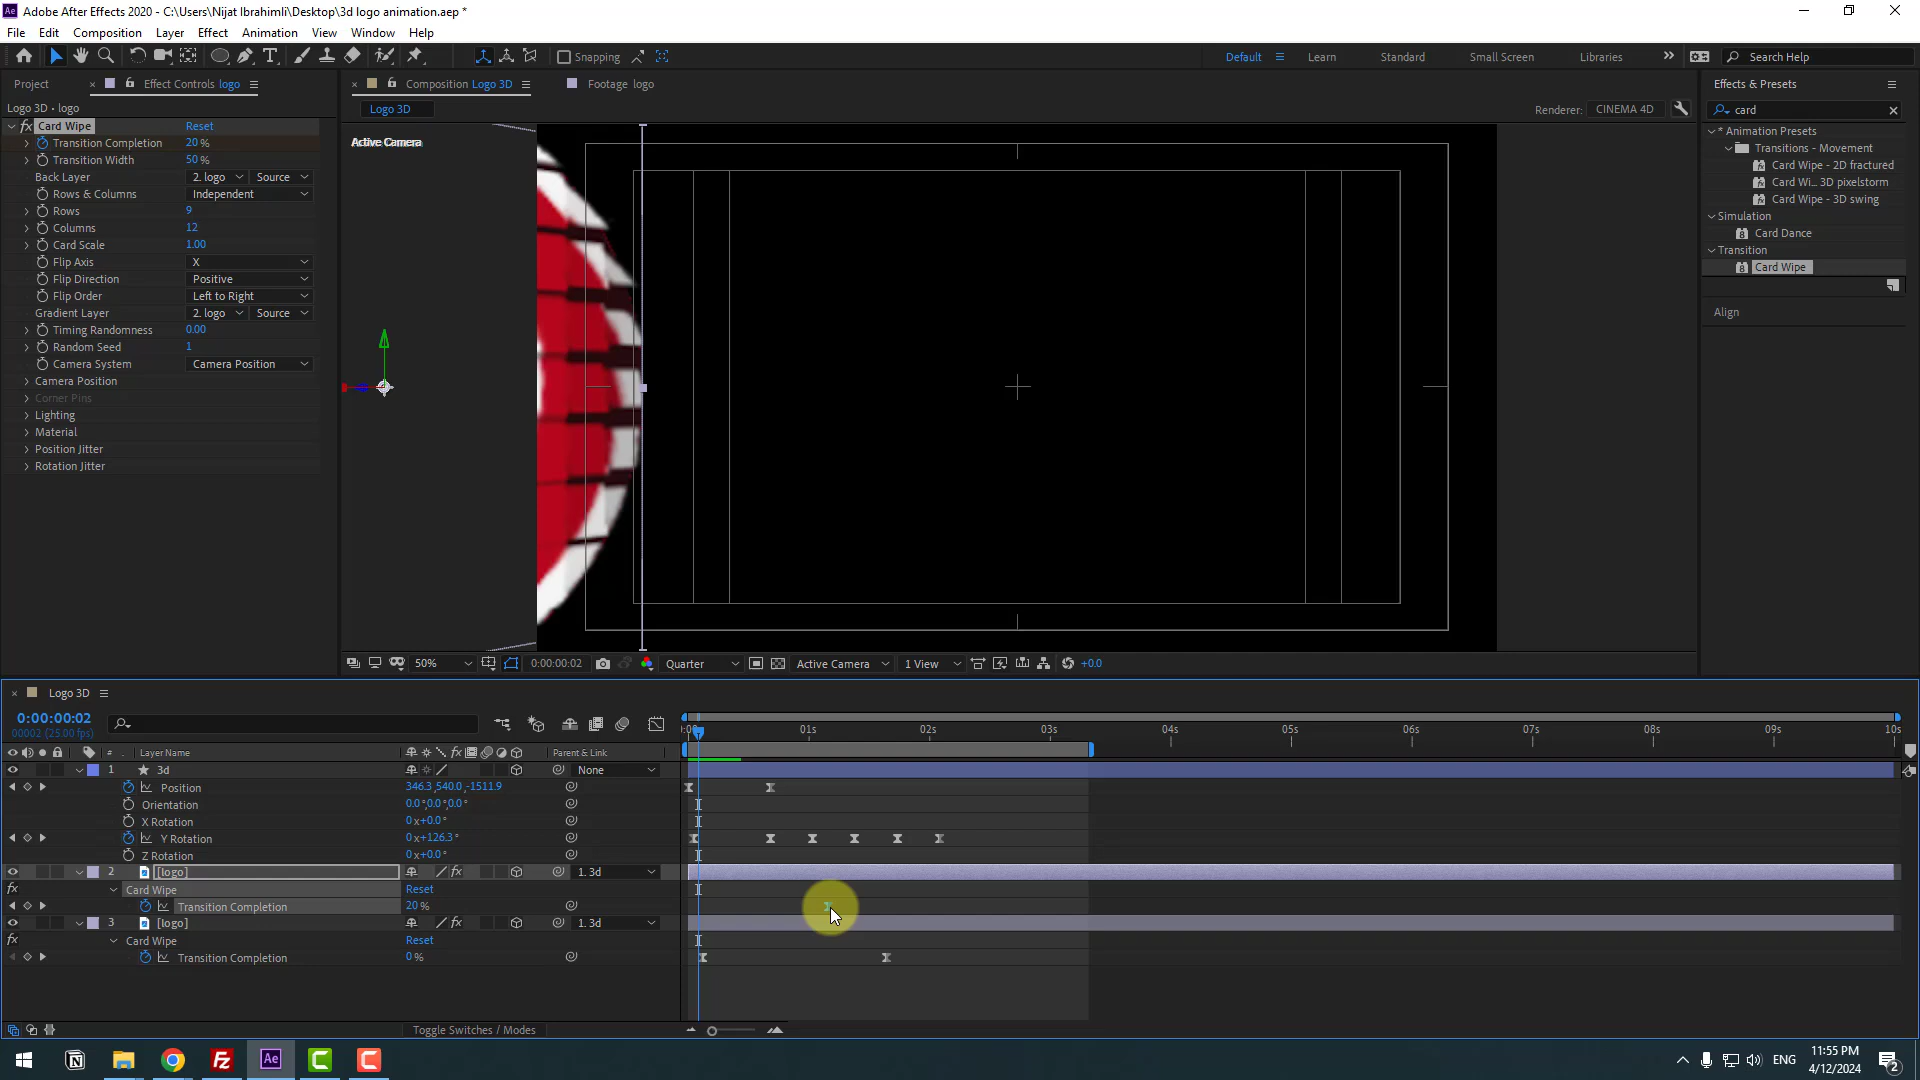 Adobe After Effects 2020 - C:\Users\Nijat Ibrahimli\Desktop\3d logo animation.aep *
File Edit Composition Layer Effect Animation View Window Help
Snapping Default Learn Standard Small Screen Libraries Search Help
Project Effect Controls logo Composition Logo 3D Footage logo Effects & Presets
Logo 3D • logo Logo 3D Renderer: CINEMA 4D card
fx Card Wipe Reset * Animation Presets
Transition Completion 20 % Active Camera Transitions - Movement
Transition Width 50 % Card Wipe - 2D fractured
Back Layer 2. logo Source Card Wi... 3D pixelstorm
Rows & Columns Independent Card Wipe - 3D swing
Rows 9 Simulation
Columns 12 Card Dance
Card Scale 1.00 Transition
Flip Axis X Card Wipe
Flip Direction Positive
Flip Order Left to Right
Gradient Layer 2. logo Source Align
Timing Randomness 0.00
Random Seed 1
Camera System Camera Position
Camera Position
Corner Pins
Lighting
Material
Position Jitter
Rotation Jitter
50% 0:00:00:02 Quarter Active Camera 1 View +0.0
Logo 3D
0:00:00:02
00002 (25.00 fps) 01s 02s 03s 04s 05s 06s 07s 08s 09s 10s
# Layer Name Parent & Link
1 3d None
Position 346.3,540.0,-1511.9
Orientation 0.0°,0.0°,0.0°
X Rotation 0x+0.0°
Y Rotation 0x+126.3°
Z Rotation 0x+0.0°
2 [logo] 1. 3d
fx Card Wipe Reset
Transition Completion 20 %
3 [logo] 1. 3d
fx Card Wipe Reset
Transition Completion 0 %
Toggle Switches / Modes
ENG 11:55 PM
4/12/2024 2